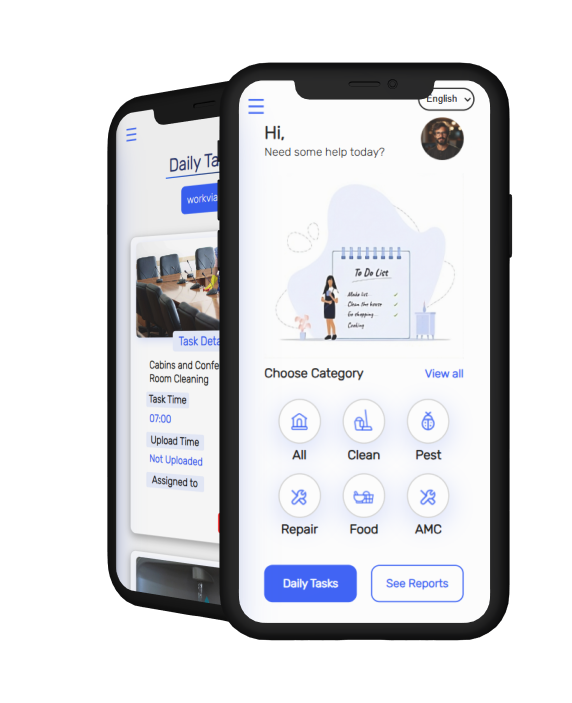 Daily Ta
workvia
Task Deta
Cabins and Confe
Room Cleaning
Task Time
07:00
Upload Time
Not Uploaded
Assigned to
English
Hi,
Need some help today?
To Do List
Make list
Clean the house
Go shopping
Cooking
Choose Category
View all
All
Clean
Pest
Repair
Food
AMC
Daily Tasks
See Reports